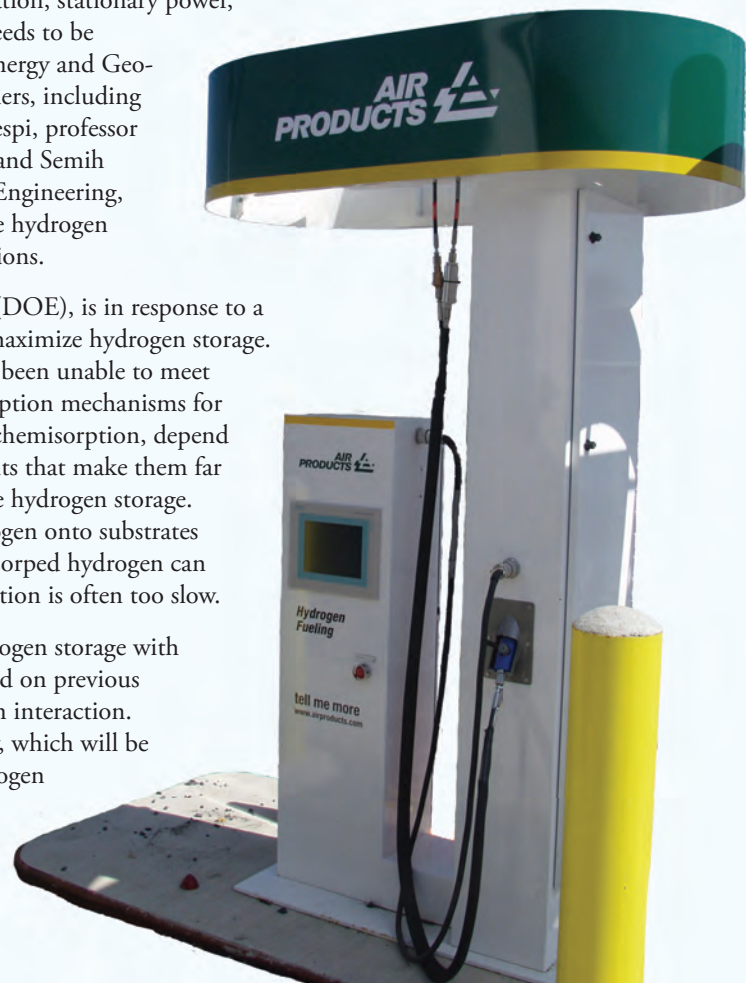 ation, stationary power,
eeds to be
nergy and Geo-
ers, including
espi, professor
and Semih
Engineering,
e hydrogen
ions.
(DOE), is in response to a
maximize hydrogen storage.
been unable to meet
ption mechanisms for
chemisorption, depend
ts that make them far
e hydrogen storage.
ogen onto substrates
sorped hydrogen can
tion is often too slow.
rogen storage with
d on previous
n interaction.
, which will be
ogen
AIR
PRODUCTS
AIR
PRODUCTS
Hydrogen
Fueling
tell me more
www.airproducts.com